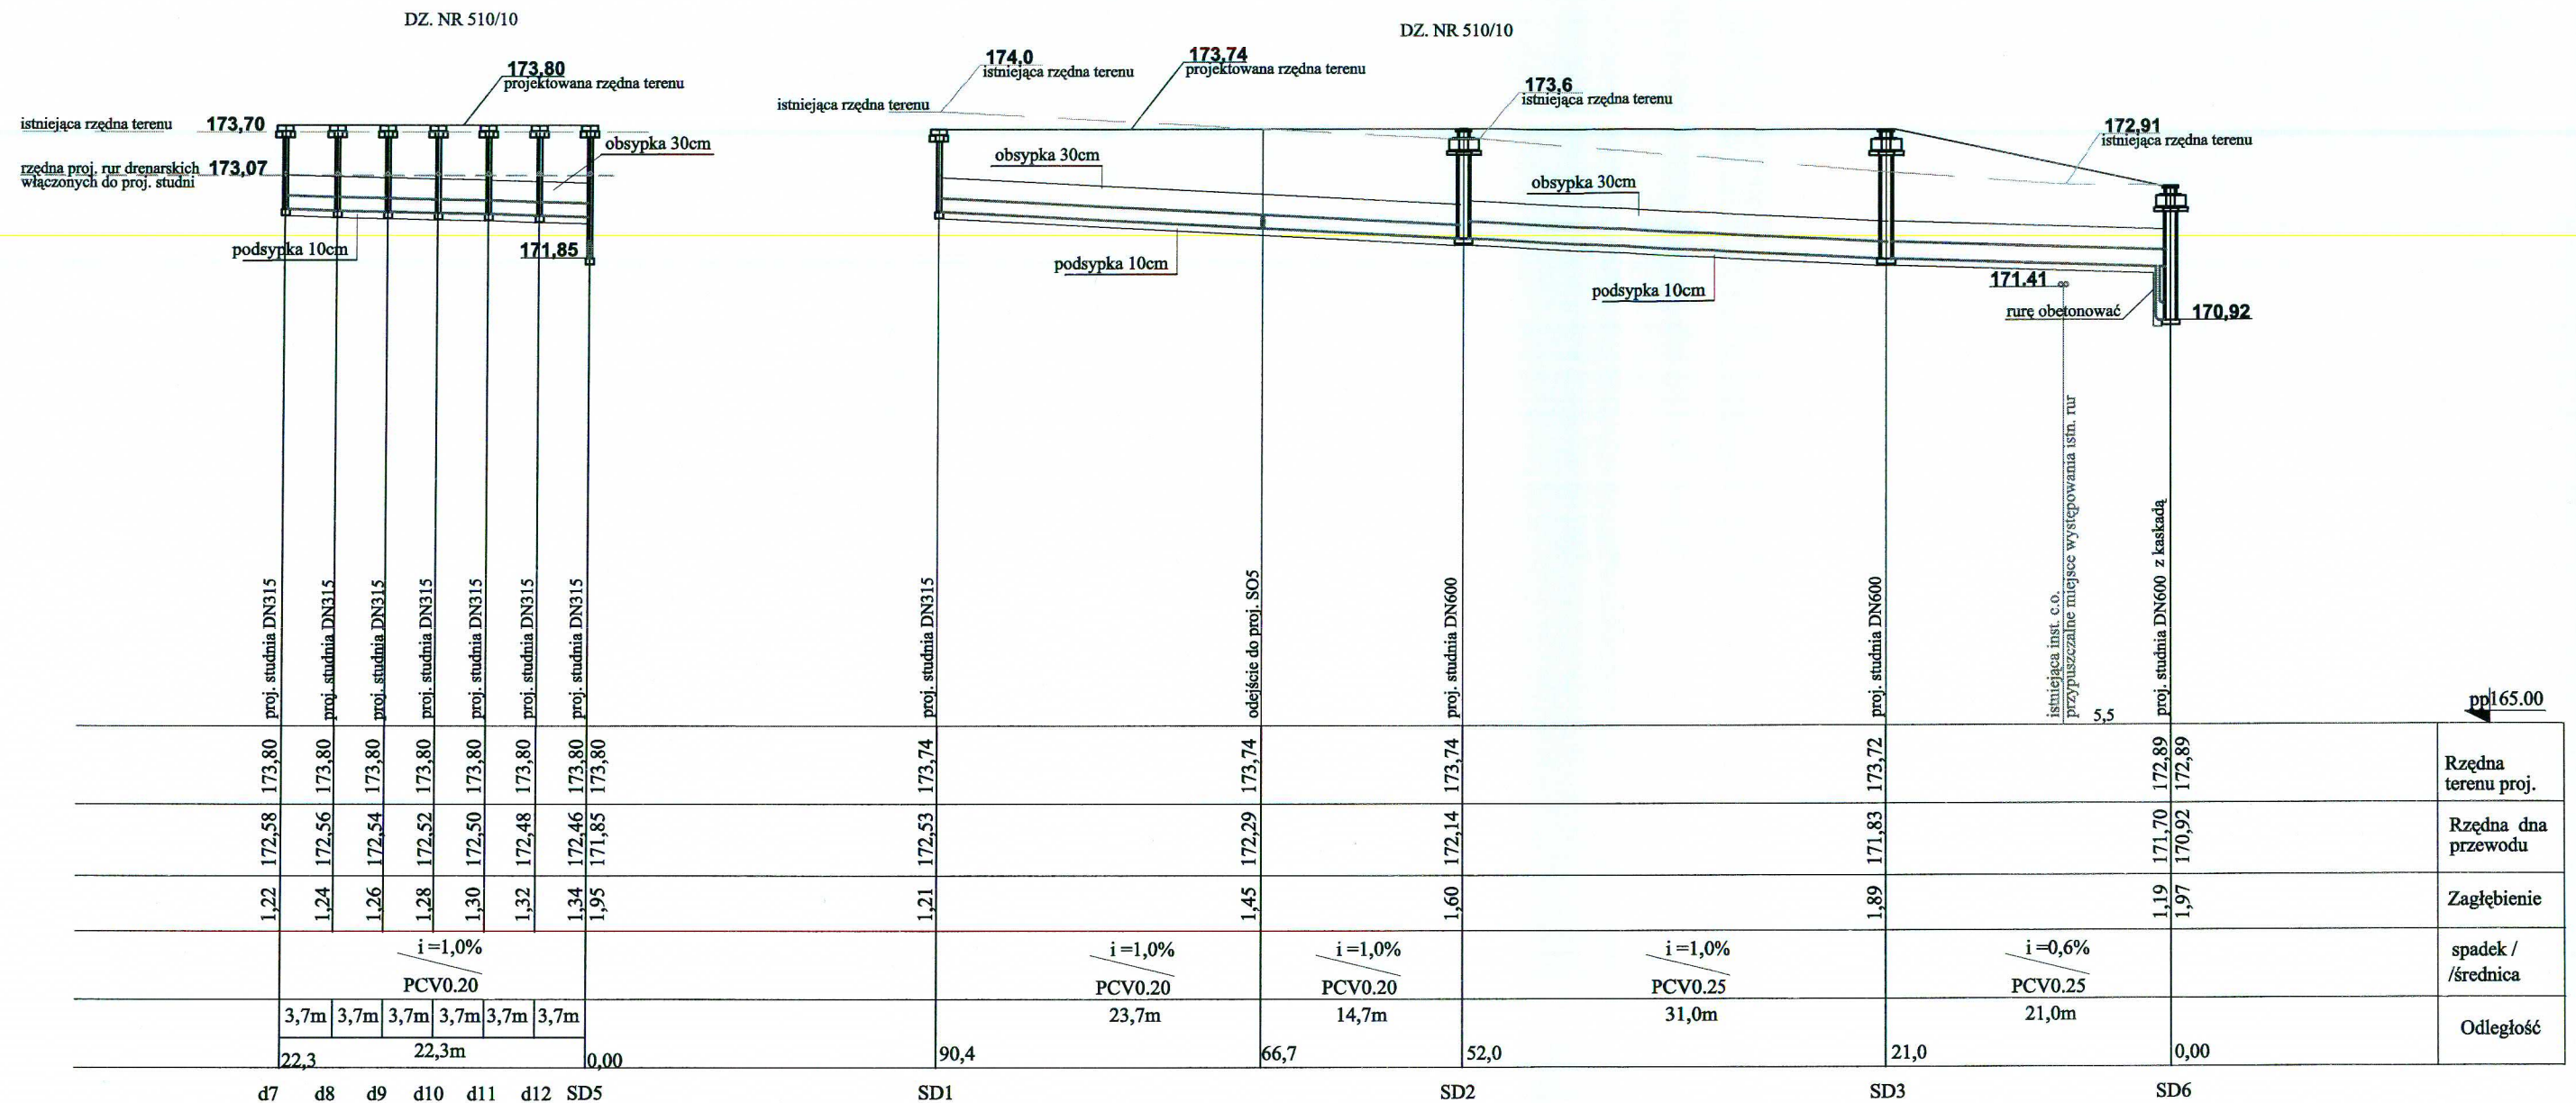 DZ. NR 510/10
DZ. NR 510/10
173,80
projektowana rzędna terenu
istniejąca rzędna terenu 173,70
rzędna proj. rur drenarskich
włączonych do proj. studni
173,07
obsypka 30cm
podsypka 10cm
171,85
174,0
istniejąca rzędna terenu
istniejąca rzędna terenu
173,74
projektowana rzędna terenu
173,6
istniejąca rzędna terenu
172,91
istniejąca rzędna terenu
obsypka 30cm
obsypka 30cm
podsypka 10cm
podsypka 10cm
171.41
rurę obetonować
170,92
proj. studnia DN315
proj. studnia DN315
proj. studnia DN315
proj. studnia DN315
proj. studnia DN315
proj. studnia DN315
proj. studnia DN315
proj. studnia DN315
odejście do proj. SO5
proj. studnia DN600
proj. studnia DN600
istniejąca inst. c.o.
przypuszczalne miejsce występowania istn. rur
5,5
proj. studnia DN600 z kaskadą
pp165.00
173,80 173,80 173,80 173,80 173,80 173,80 173,80 173,80 173,74 173,74 173,74 173,72 172,89 172,89
Rzędna
terenu proj.
172,58 172,56 172,54 172,52 172,50 172,48 172,46 171,85 172,53 172,29 172,14 171,83 171,70 170,92
Rzędna dna
przewodu
1,22 1,24 1,26 1,28 1,30 1,32 1,34 1,95 1,21 1,45 1,60 1,89 1,19 1,97
Zagłębienie
i =1,0% i =1,0% i =1,0% i =1,0% i =0,6%
PCV0.20 PCV0.20 PCV0.20 PCV0.25 PCV0.25
spadek /
/średnica
3,7m 3,7m 3,7m 3,7m 3,7m 3,7m 23,7m 14,7m 31,0m 21,0m
Odległość
22,3 22,3m 0,00 90,4 66,7 52,0 21,0 0,00
d7 d8 d9 d10 d11 d12 SD5 SD1 SD2 SD3 SD6